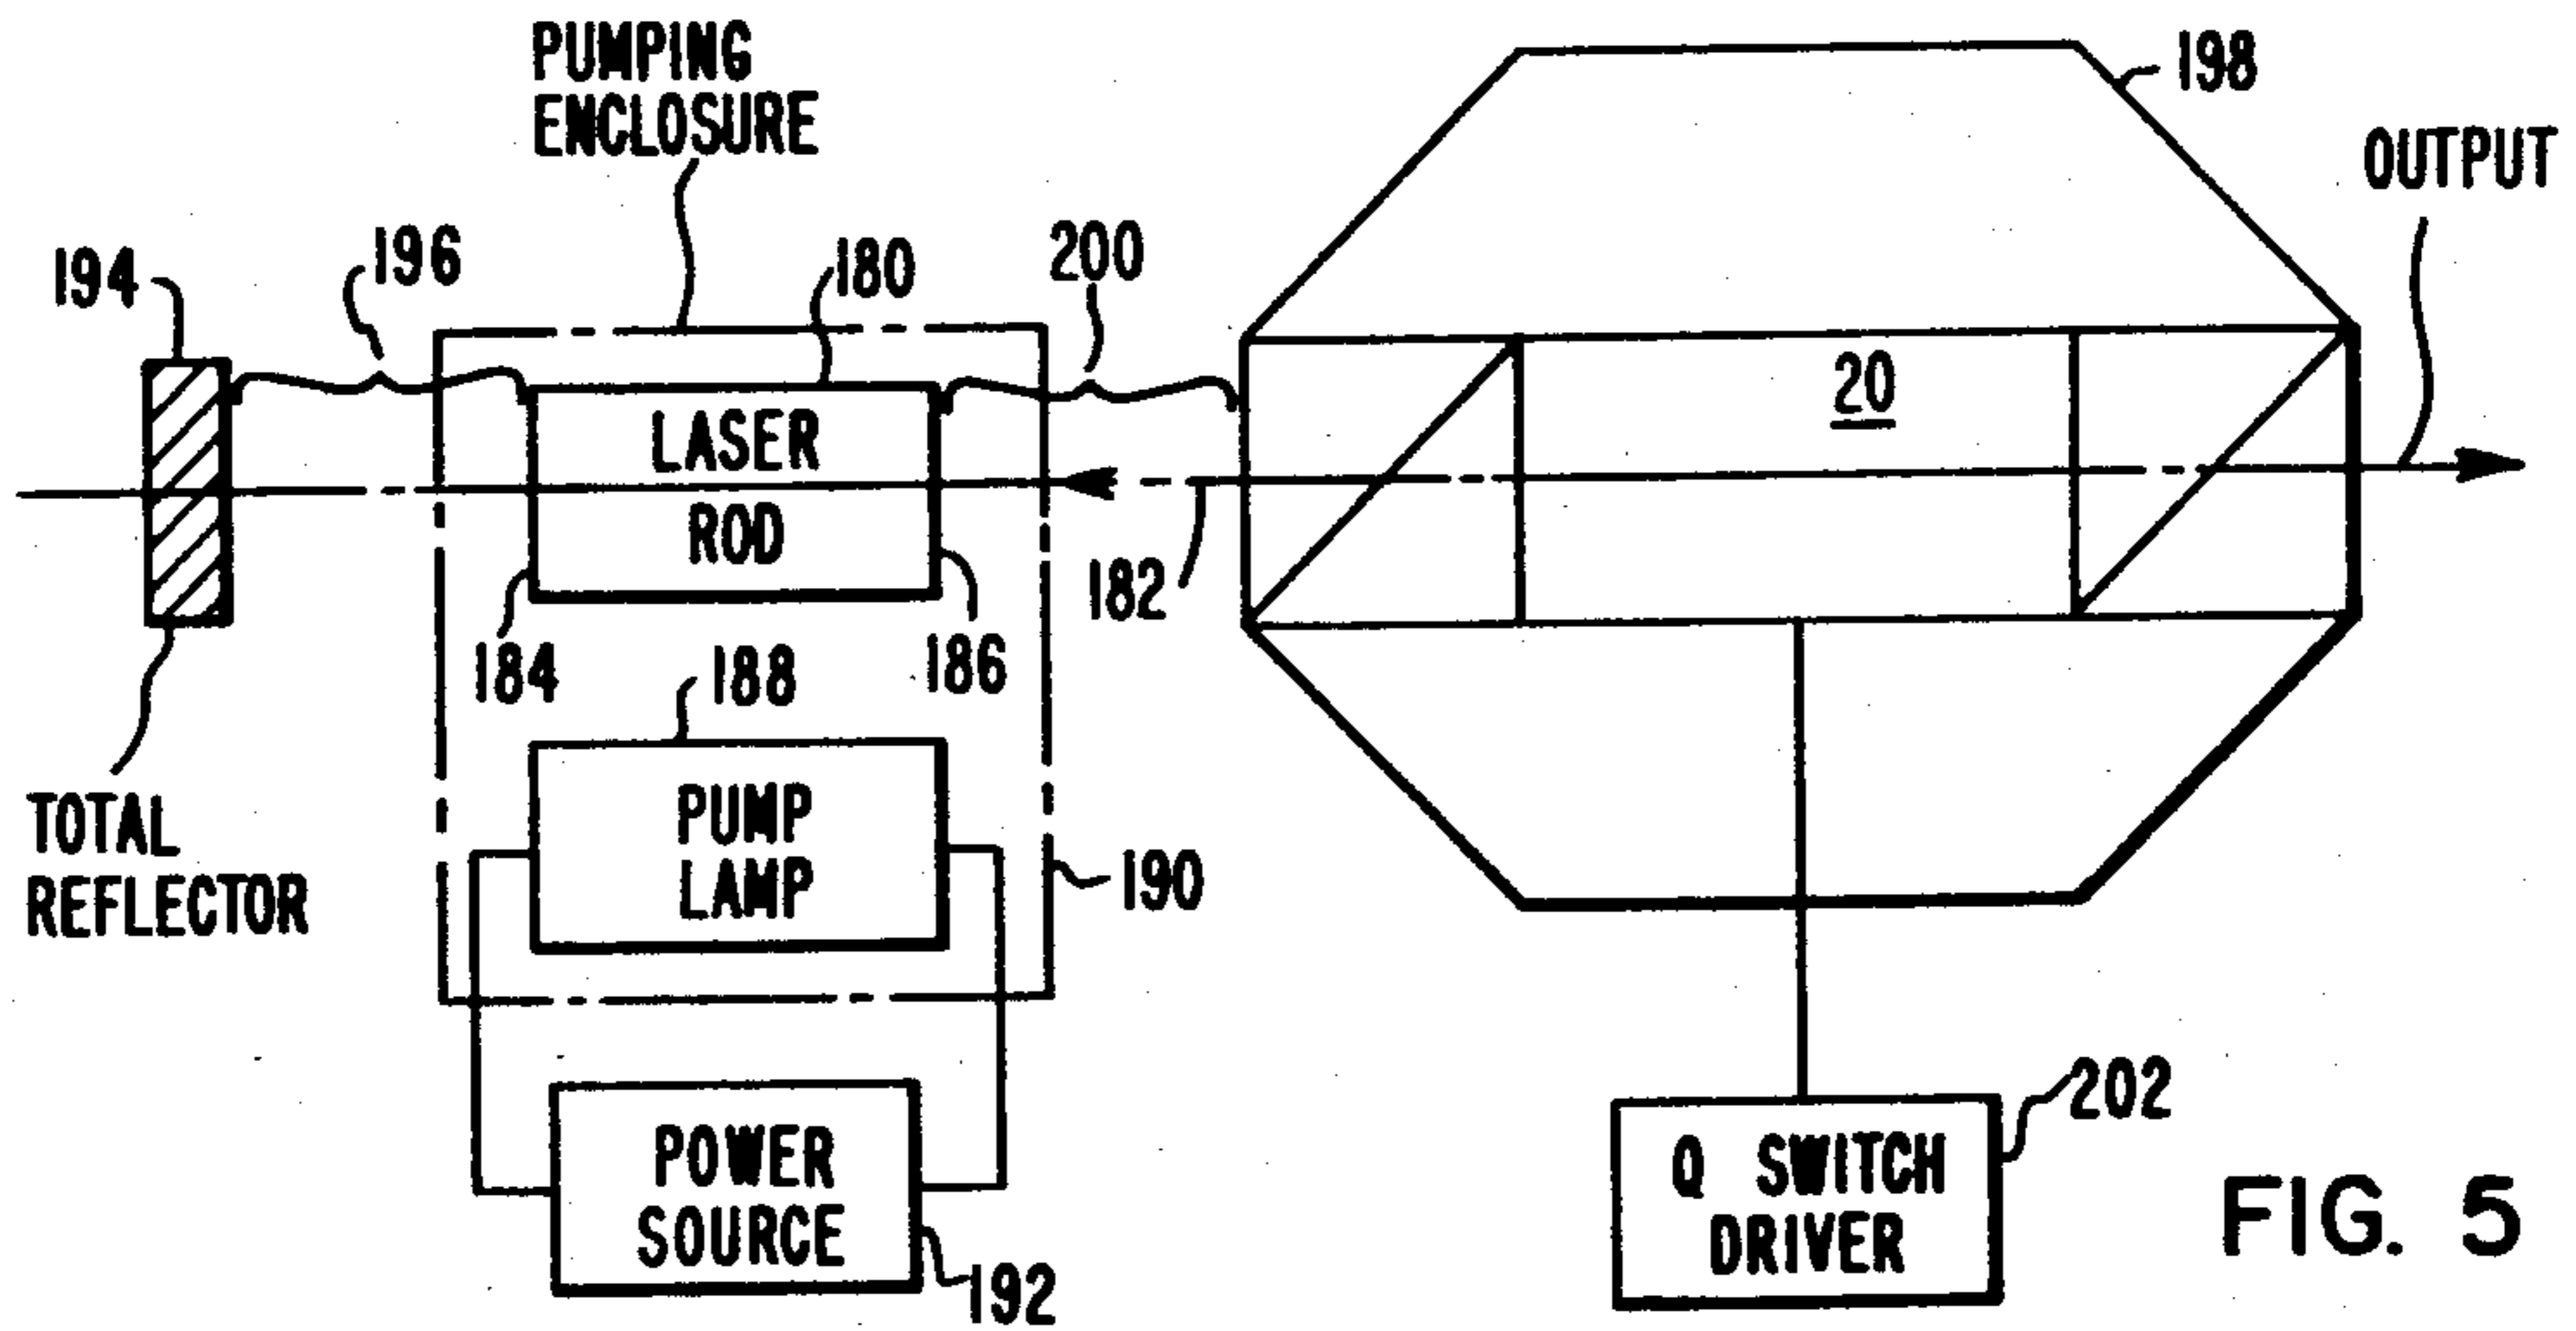 PUMPING
ENCLOSURE
198
OUTPUT
194
196
180
200
20
LASER
ROD
182
184
186
188
PUMP
LAMP
190
TOTAL
REFLECTOR
POWER
SOURCE
192
202
Q SWITCH
DRIVER
FIG. 5